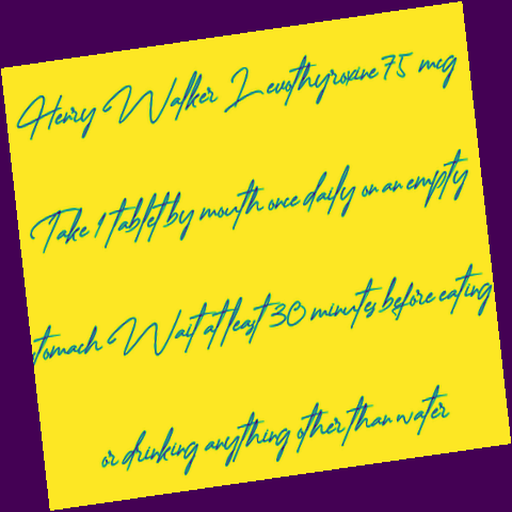 Henry Walker Levothyroxine 75 mcg
Take 1 tablet by mouth once daily on an empty
stomach Wait at least 30 minutes before eating
or drinking anything other than water